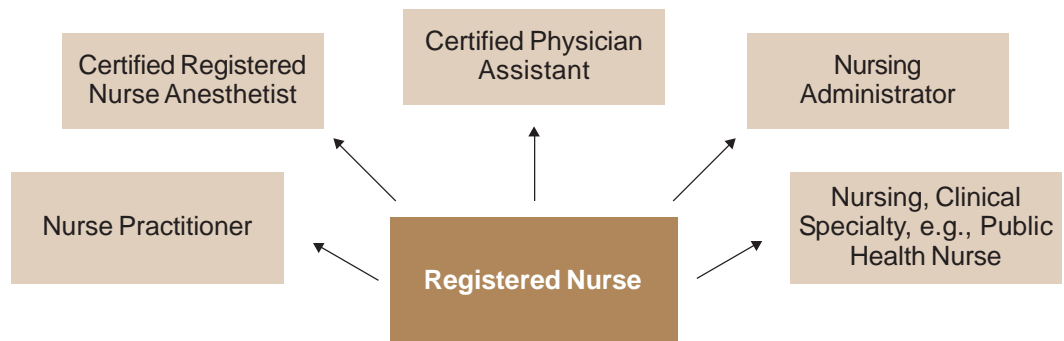 Certified Registered
Nurse Anesthetist
Certified Physician
Assistant
Nursing
Administrator
Nurse Practitioner
Registered Nurse
Nursing, Clinical
Specialty, e.g., Public
Health Nurse